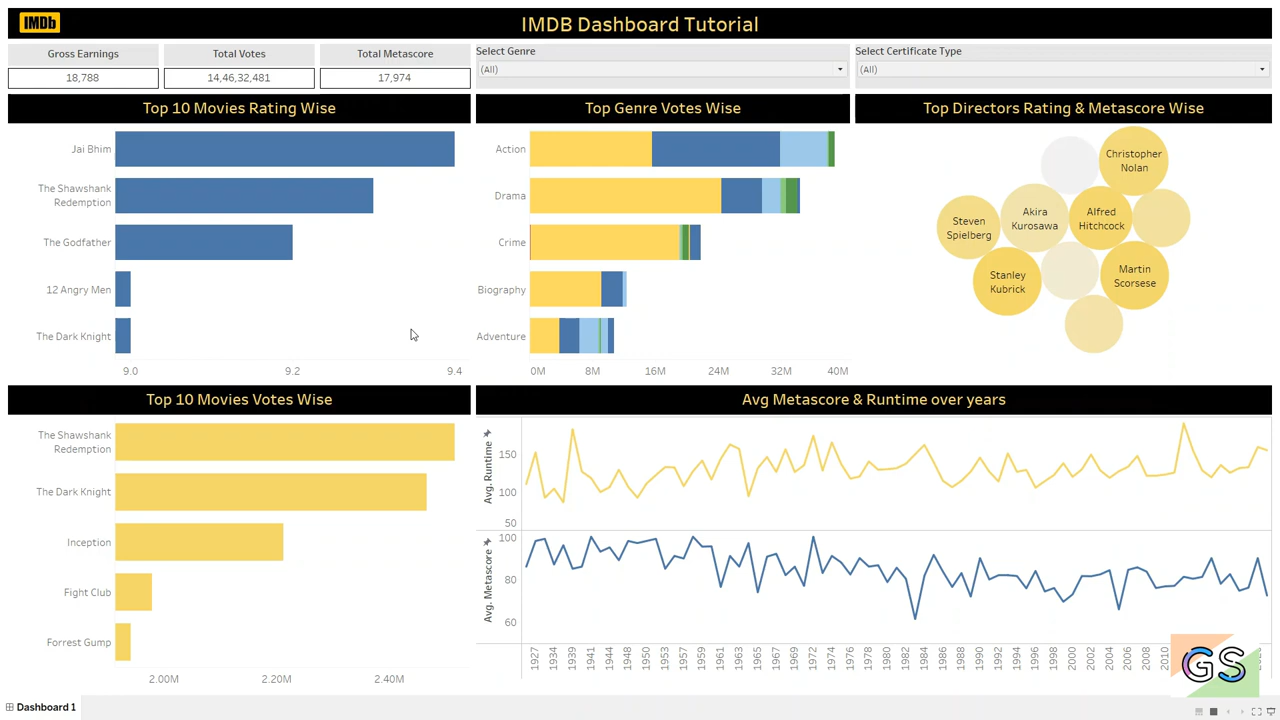 IMDb
IMDB Dashboard Tutorial
Gross Earnings
18,788
Total Votes
14,46,32,481
Total Metascore
17,974
Select Genre
(All)
Select Certificate Type
(All)
Top 10 Movies Rating Wise
Jai Bhim
The Shawshank
Redemption
The Godfather
12 Angry Men
The Dark Knight
9.0
9.2
9.4
Top Genre Votes Wise
Action
Drama
Crime
Biography
Adventure
0M
8M
16M
24M
32M
40M
Top Directors Rating & Metascore Wise
Christopher
Nolan
Steven
Spielberg
Akira
Kurosawa
Alfred
Hitchcock
Stanley
Kubrick
Martin
Scorsese
Top 10 Movies Votes Wise
The Shawshank
Redemption
The Dark Knight
Inception
Fight Club
Forrest Gump
2.00M
2.20M
2.40M
Avg Metascore & Runtime over years
Avg. Runtime
150
100
50
Avg. Metascore
100
80
60
1927
1934
1939
1941
1944
1948
1950
1953
1957
1959
1961
1963
1965
1967
1969
1972
1974
1976
1978
1980
1982
1984
1986
1988
1990
1992
1994
1996
1998
2000
2002
2004
2006
2008
2010
GS
Dashboard 1